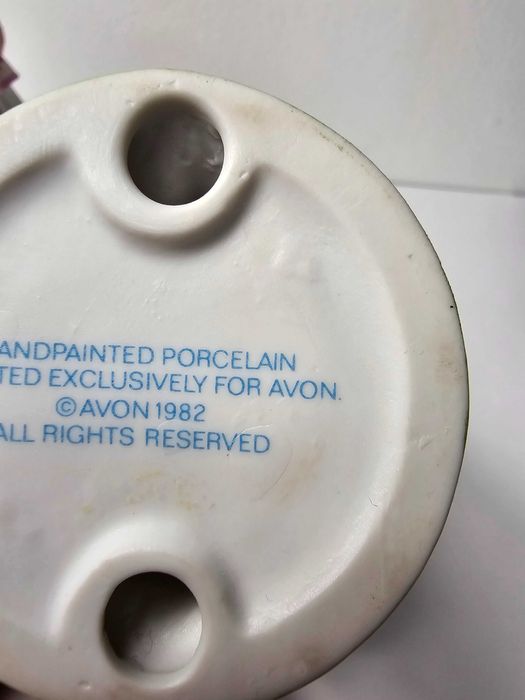 ANDPAINTED PORCELAIN
TED EXCLUSIVELY FOR AVON.
© AVON 1982
ALL RIGHTS RESERVED